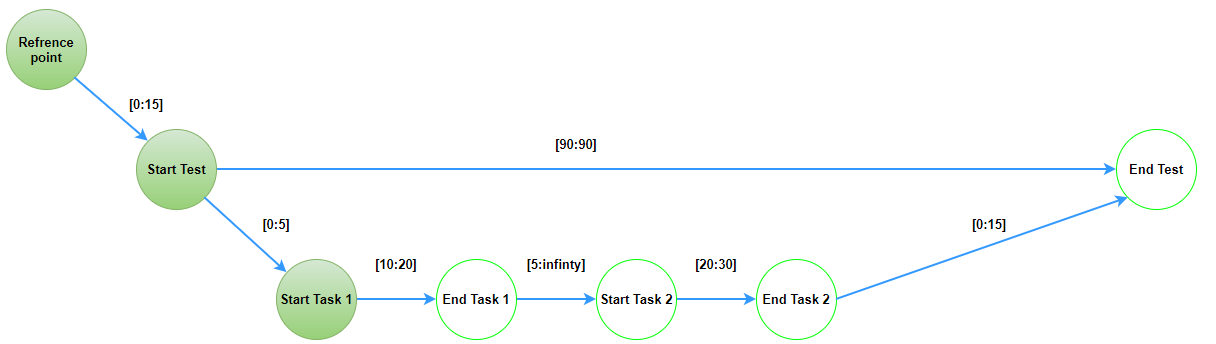 Refrence
point
[0:15]
[90:90]
Start Test
End Test
[0:5]
[0:15]
[10:20]
[5:infinty]
[20:30]
Start Task 1
End Task 1
Start Task 2
End Task 2